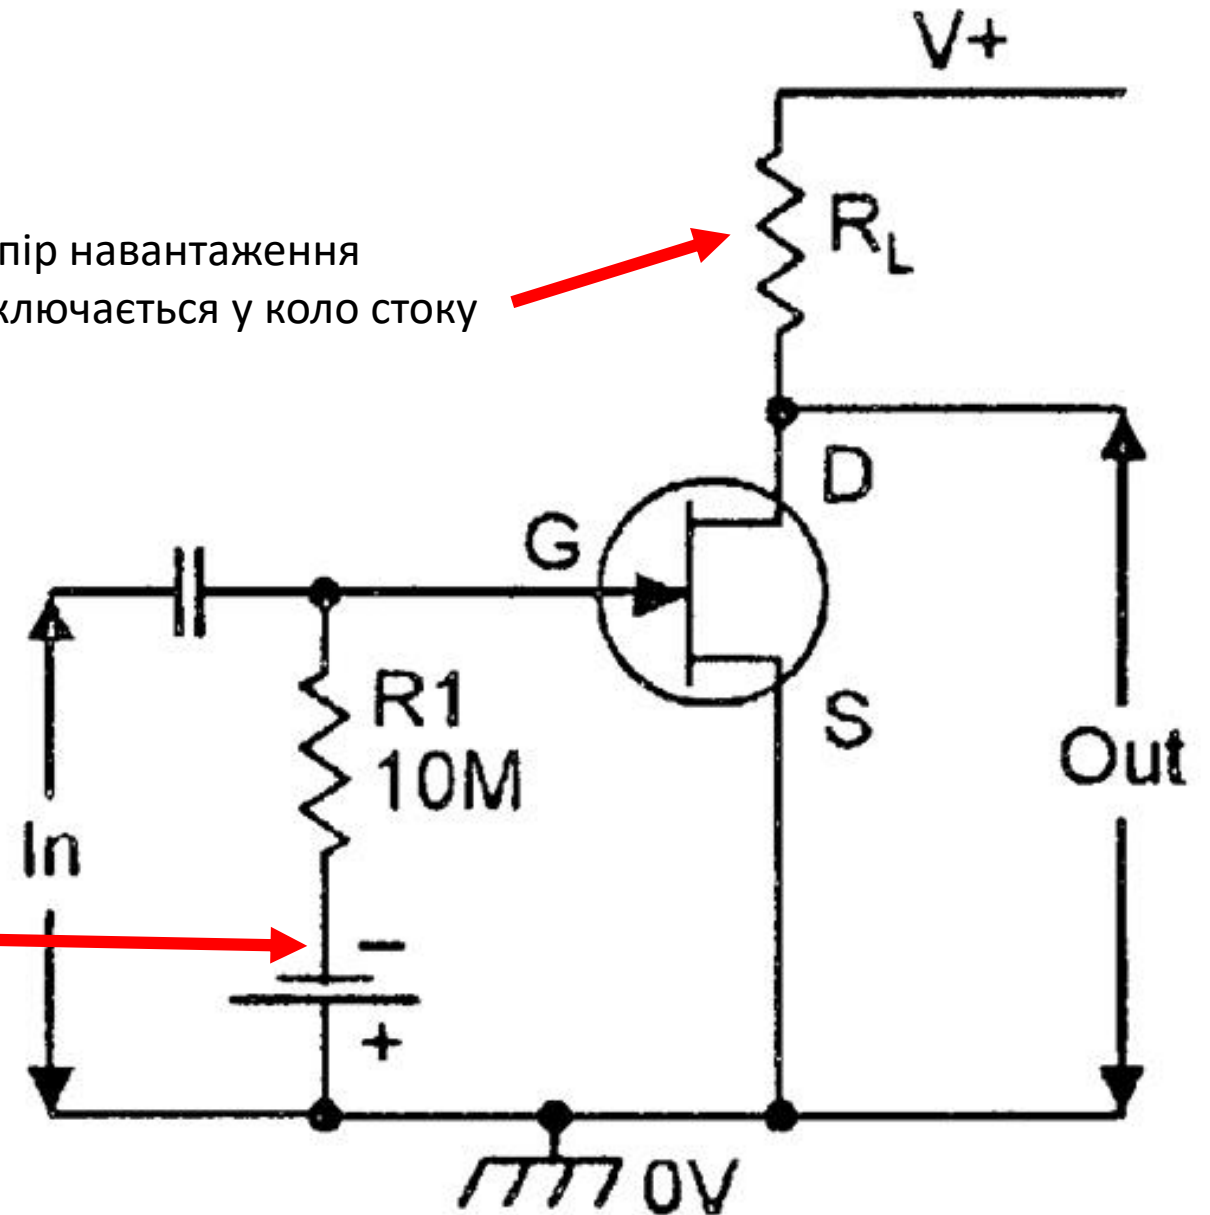 V+
R_L
пір навантаження
ключається у коло стоку
D
G
R1
10M
S
Out
In
−
+
0V